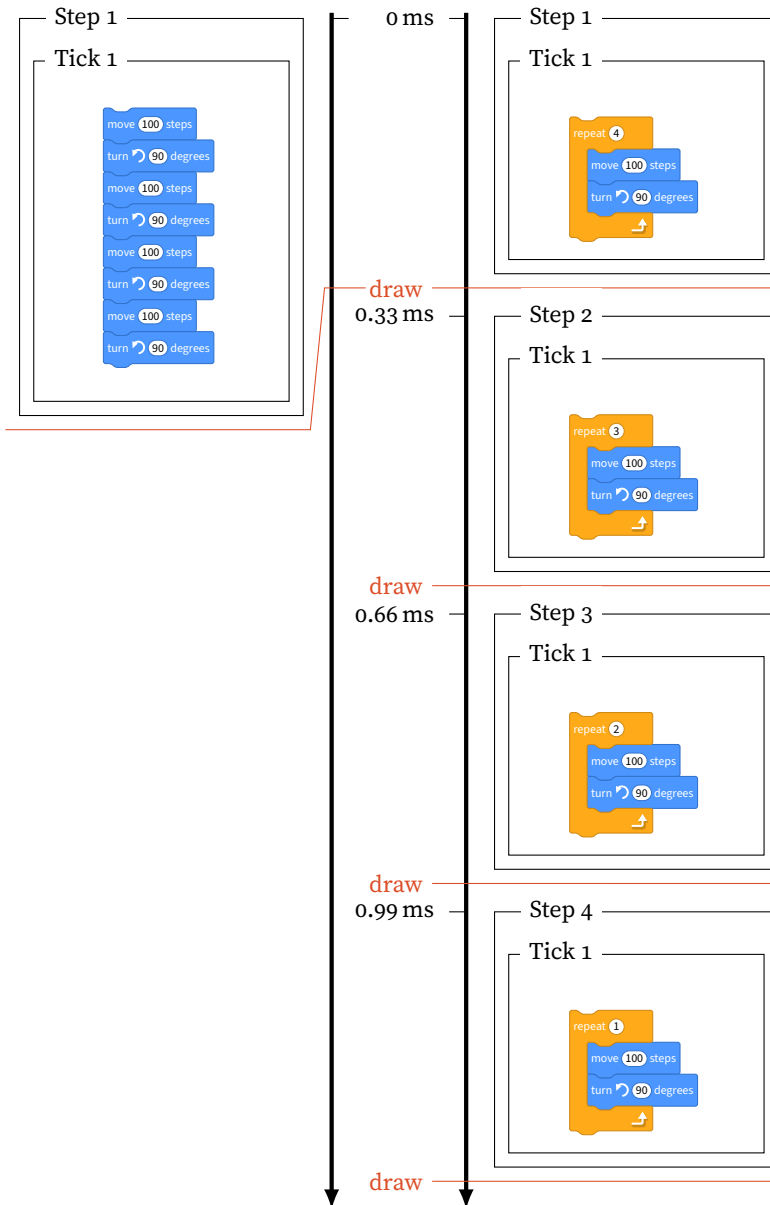 Step 1
Tick 1
move 100 steps
turn 90 degrees
move 100 steps
turn 90 degrees
move 100 steps
turn 90 degrees
move 100 steps
turn 90 degrees
0 ms
draw
0.33 ms
draw
0.66 ms
draw
0.99 ms
draw
Step 1
Tick 1
repeat 4
move 100 steps
turn 90 degrees
Step 2
Tick 1
repeat 3
move 100 steps
turn 90 degrees
Step 3
Tick 1
repeat 2
move 100 steps
turn 90 degrees
Step 4
Tick 1
repeat 1
move 100 steps
turn 90 degrees